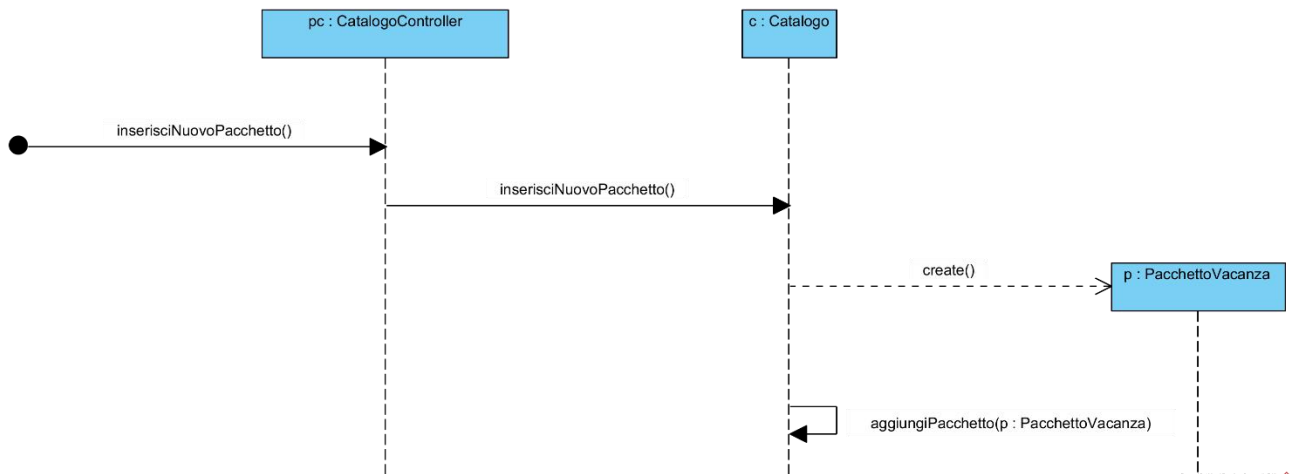 pc : CatalogoController
c : Catalogo
inserisciNuovoPacchetto()
inserisciNuovoPacchetto()
create()
p : PacchettoVacanza
aggiungiPacchetto(p : PacchettoVacanza)